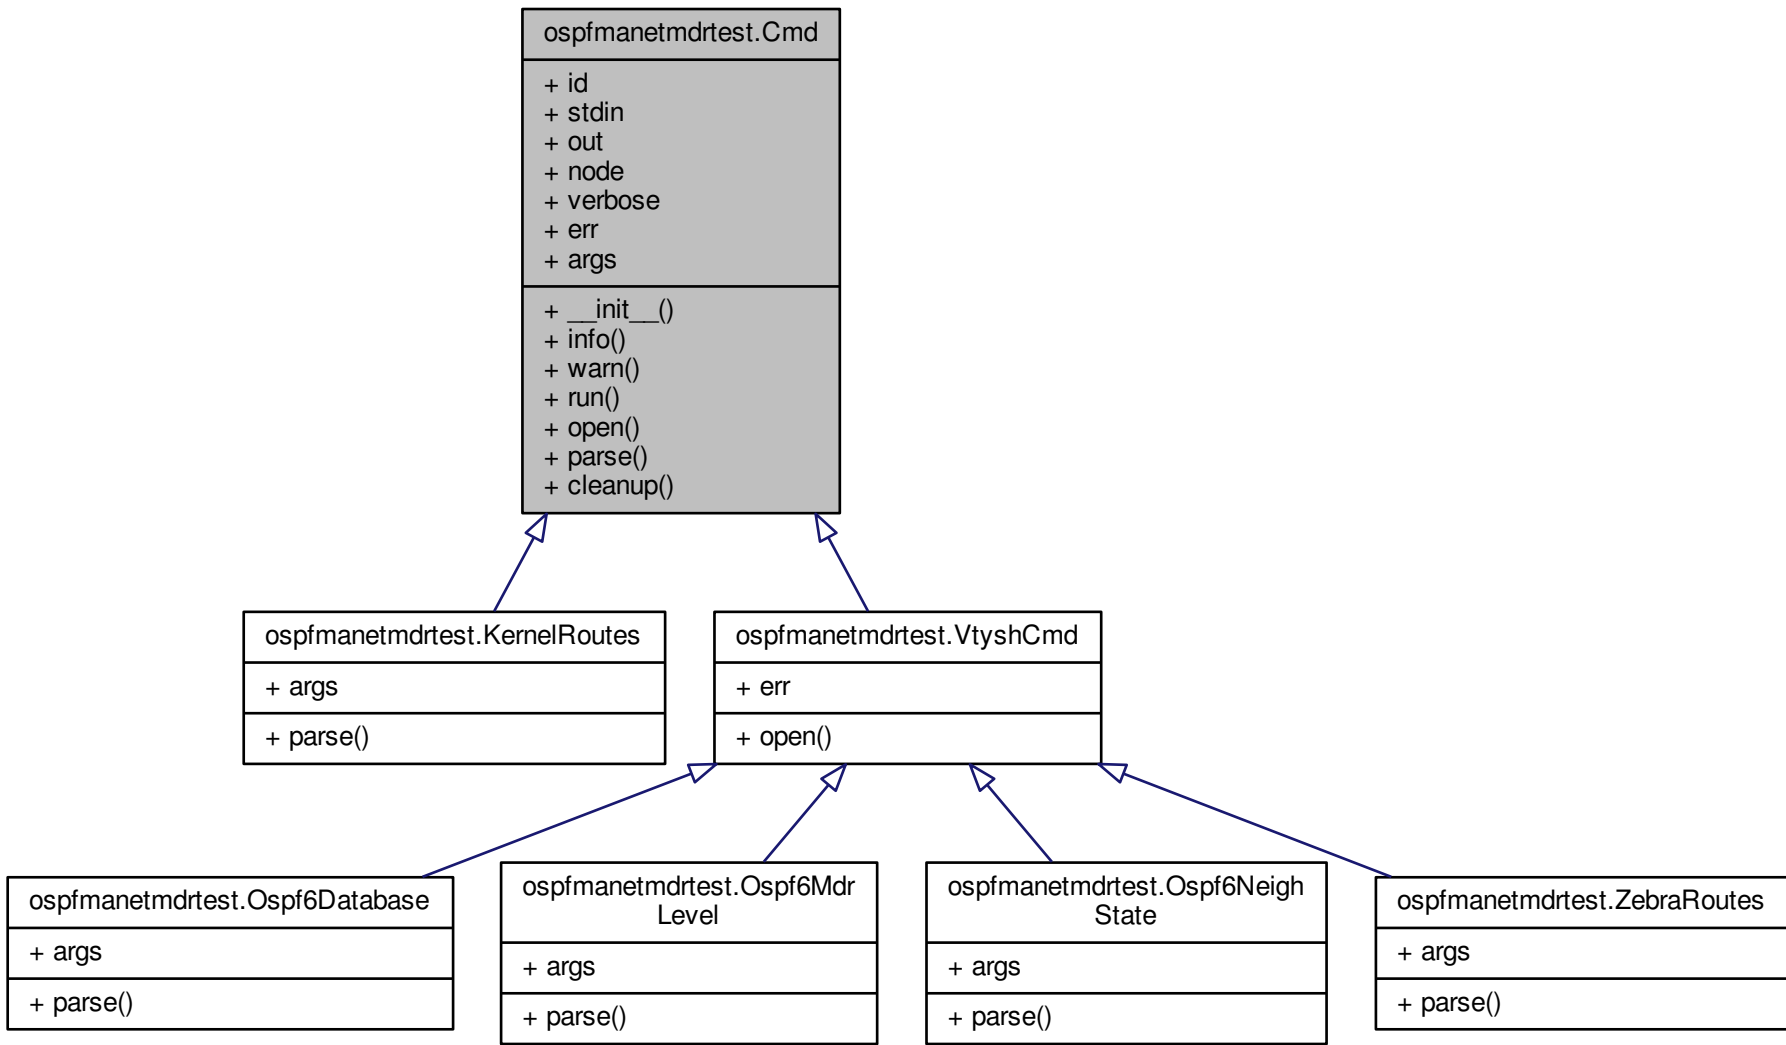 ospfmanetmdrtest.Cmd
+ id
+ stdin
+ out
+ node
+ verbose
+ err
+ args
+ __init__()
+ info()
+ warn()
+ run()
+ open()
+ parse()
+ cleanup()
ospfmanetmdrtest.KernelRoutes
+ args
+ parse()
ospfmanetmdrtest.VtyshCmd
+ err
+ open()
ospfmanetmdrtest.Ospf6Database
+ args
+ parse()
ospfmanetmdrtest.Ospf6Mdr
Level
+ args
+ parse()
ospfmanetmdrtest.Ospf6Neigh
State
+ args
+ parse()
ospfmanetmdrtest.ZebraRoutes
+ args
+ parse()